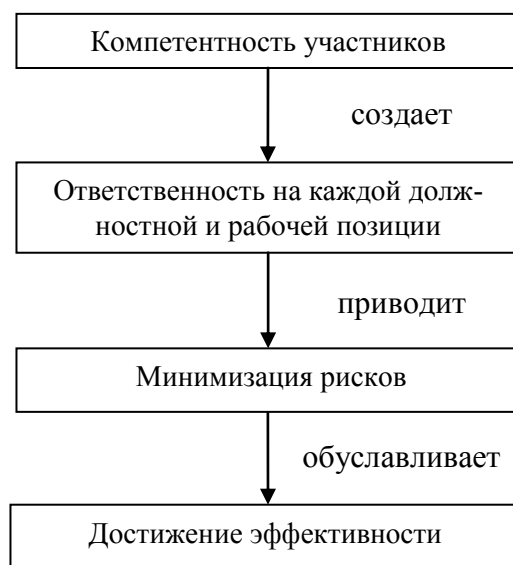 Компетентность участников
создает
Ответственность на каждой долж-
ностной и рабочей позиции
приводит
Минимизация рисков
обуславливает
Достижение эффективности